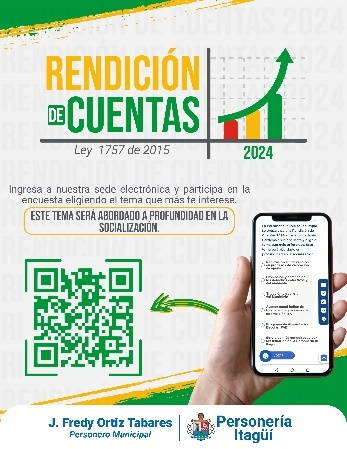 RENDICIÓN
DE CUENTAS
Ley 1757 de 2015
2024
Ingresa a nuestra sede electrónica y participa en la
encuesta eligiendo el tema que más te interese.
ESTE TEMA SERÁ ABORDADO A PROFUNDIDAD EN LA
SOCIALIZACIÓN.
J. Fredy Ortiz Tabares
Personero Municipal
Personería
Itagüí